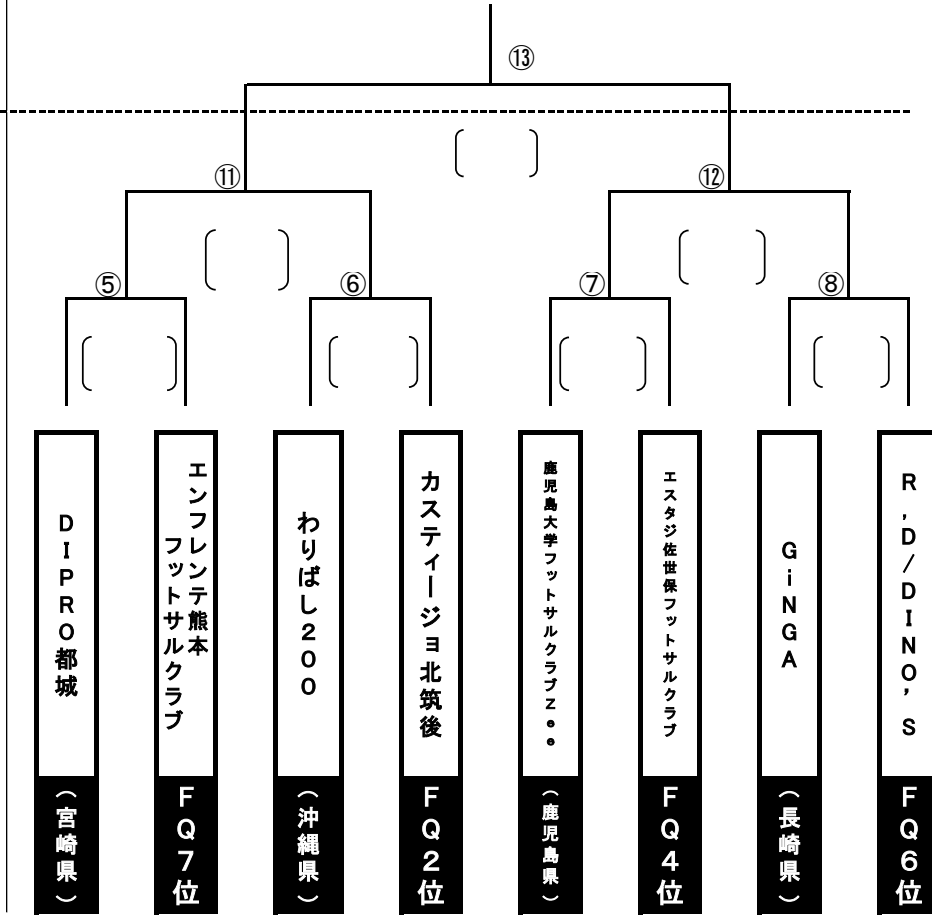 ⑬
⑪
⑫
⑤
⑥
⑦
⑧
DIPRO都城
エンフレンテ熊本
フットサルクラブ
わりばし200
カスティージョ北筑後
鹿児島大学フットサルクラブZee
エスタジ佐世保フットサルクラブ
GiNGA
R,D/DINO'S
(宮崎県)
FQ7位
(沖縄県)
FQ2位
(鹿児島県)
FQ4位
(長崎県)
FQ6位